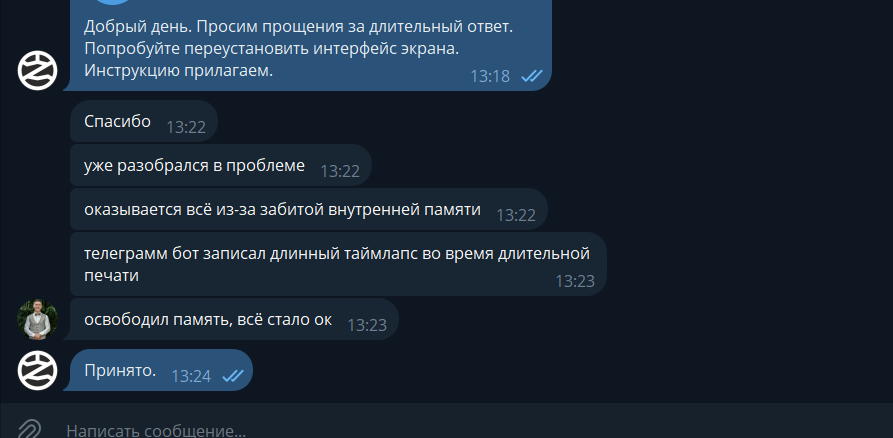 Добрый день. Просим прощения за длительный ответ.
Попробуйте переустановить интерфейс экрана.
Инструкцию прилагаем.
13:18
Спасибо 13:22
уже разобрался в проблеме 13:22
оказывается всё из-за забитой внутренней памяти 13:22
телеграмм бот записал длинный таймлапс во время длительной
печати
13:23
освободил память, всё стало ок 13:23
Принято. 13:24
Написать сообщение...